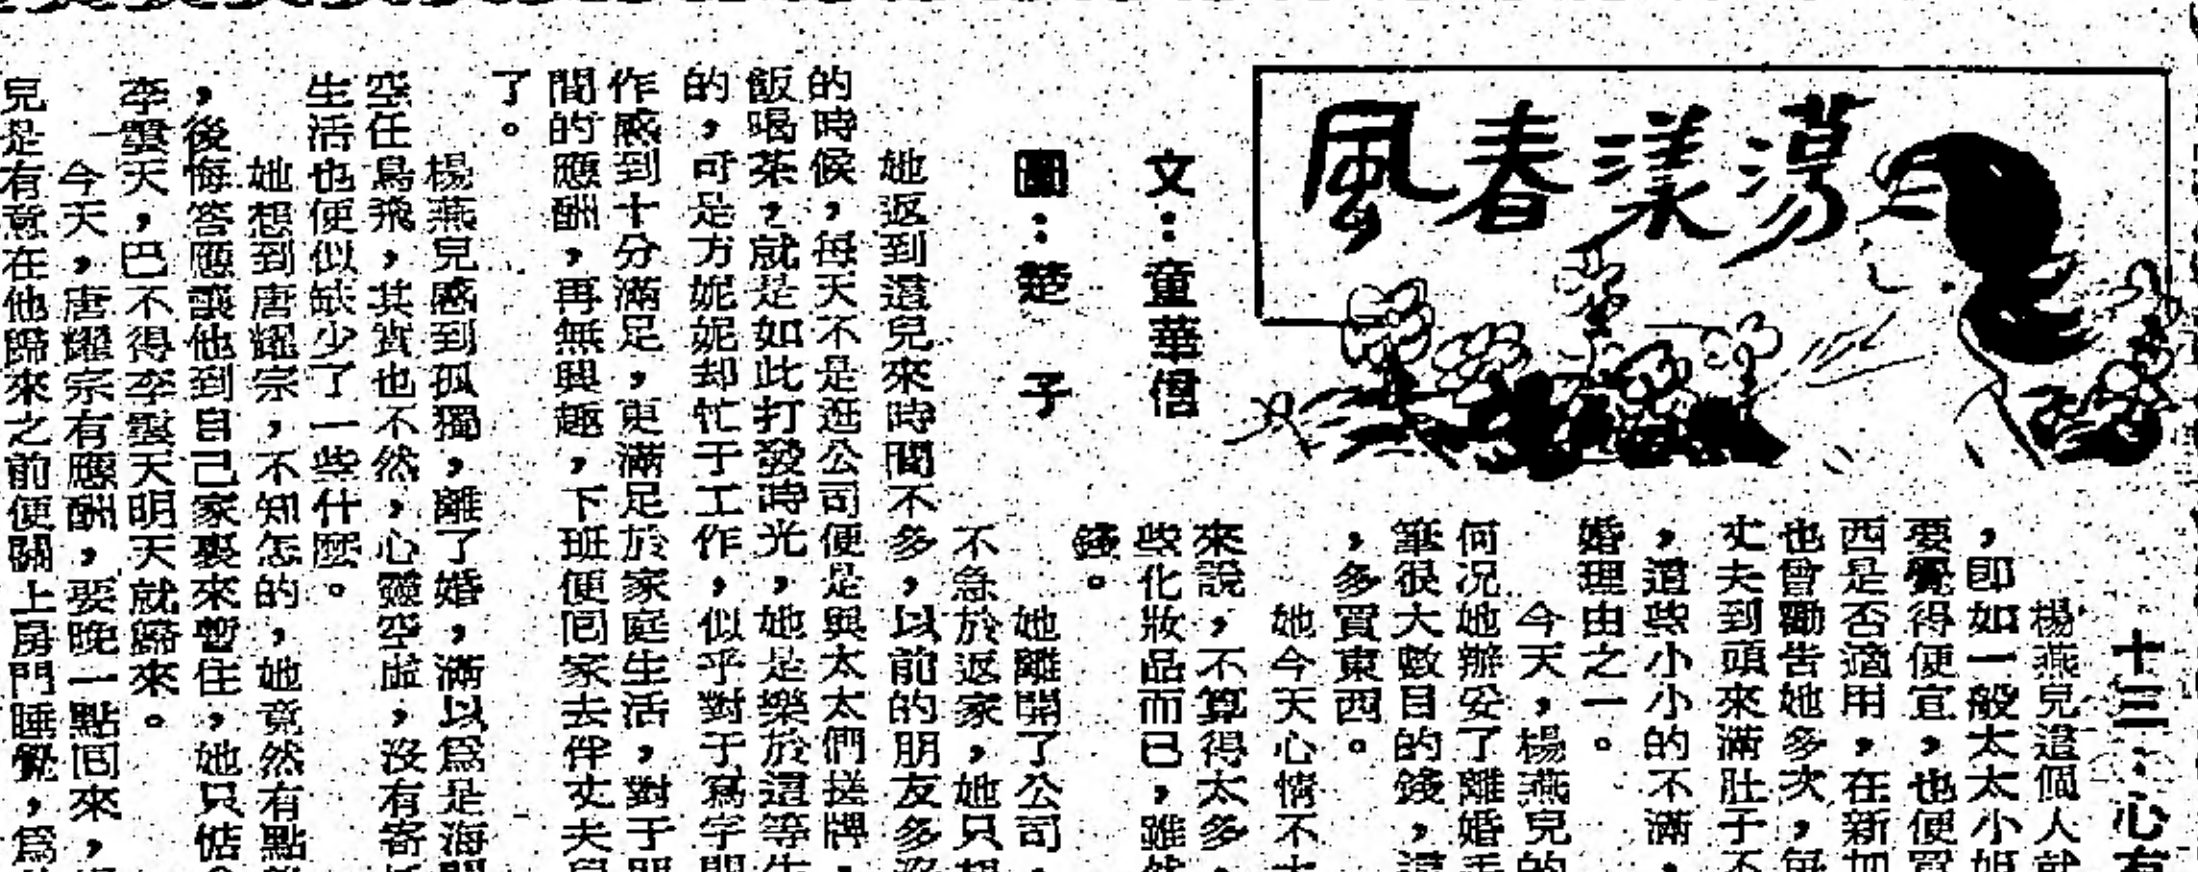 蕩漾春風
文：童華信
圖：楚子
十三：心有
楊燕兒這個人就
，即如一般太太小姐
要覺得便宜，也便買
西是否適用，在新加
也曾勸告她多次，每
丈夫到頭來滿肚子不
，這些小小的不滿，
婚理由之一。
今天，楊燕兒的
何况她辦妥了離婚手
筆很大數目的錢，這
，多買東西。
她今天心情不太
來說，不算得太多，
些化妝品而已，雖然
錢。
她離開了公司，
不急於返家，她只想
她返到這兒來時間不多，以前的朋友多
的時候，每天不是逛公司便是與太太們搓牌，
飯喝茶，就是如此打發時光，她是樂於這等生
的，可是方妮妮却忙于工作，似乎對于寫字間
作感到十分滿足，更滿足於家庭生活，對于朋
間的應酬，再無興趣，下班便囘家去伴丈夫
了。
楊燕兒感到孤獨，離了婚，滿以爲是海闊
空任鳥飛，其實也不然，心靈空虛，沒有寄
生活也便似缺少了一些什麼。
她想到唐耀宗，不知怎的，她竟然有點
，後悔答應讓他到自己家裏來暫住，她只惦
李天，巴不得李天明天就歸來。
今天，唐耀宗有應酬，要晚一點囘來，
兒是有意在他歸來之前便關上房門睡覺，爲